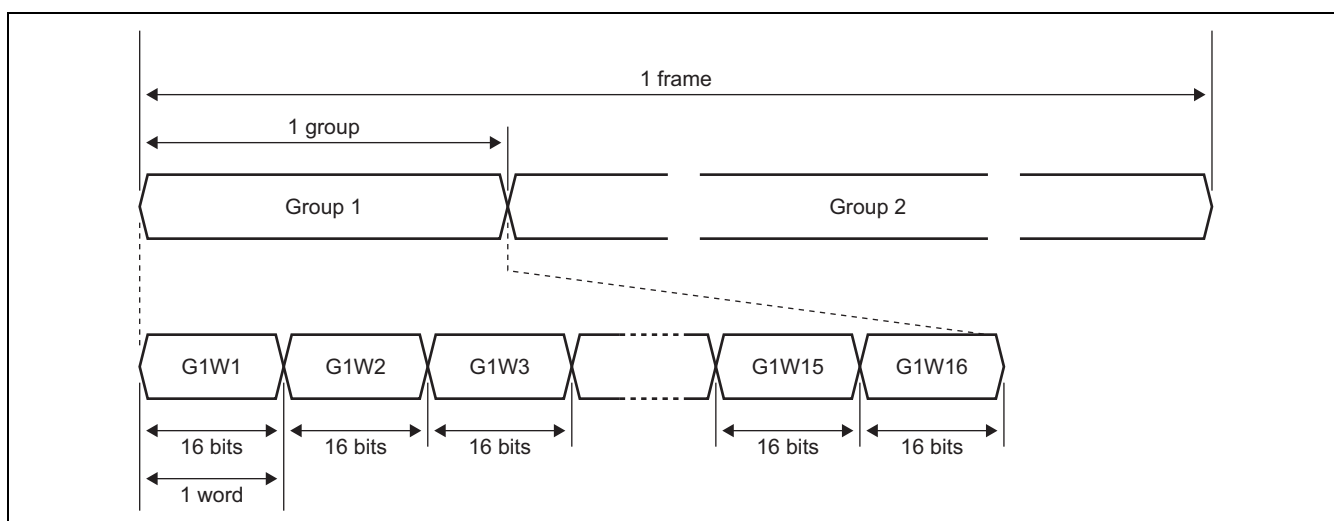 1 frame
1 group
Group 1 Group 2
G1W1 G1W2 G1W3 G1W15 G1W16
16 bits 16 bits 16 bits 16 bits 16 bits
1 word